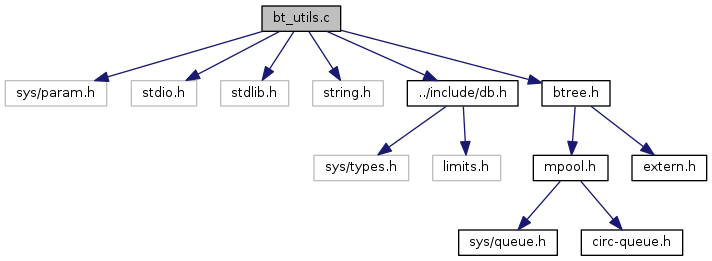 bt_utils.c
sys/param.h
stdio.h
stdlib.h
string.h
../include/db.h
btree.h
sys/types.h
limits.h
mpool.h
extern.h
sys/queue.h
circ-queue.h